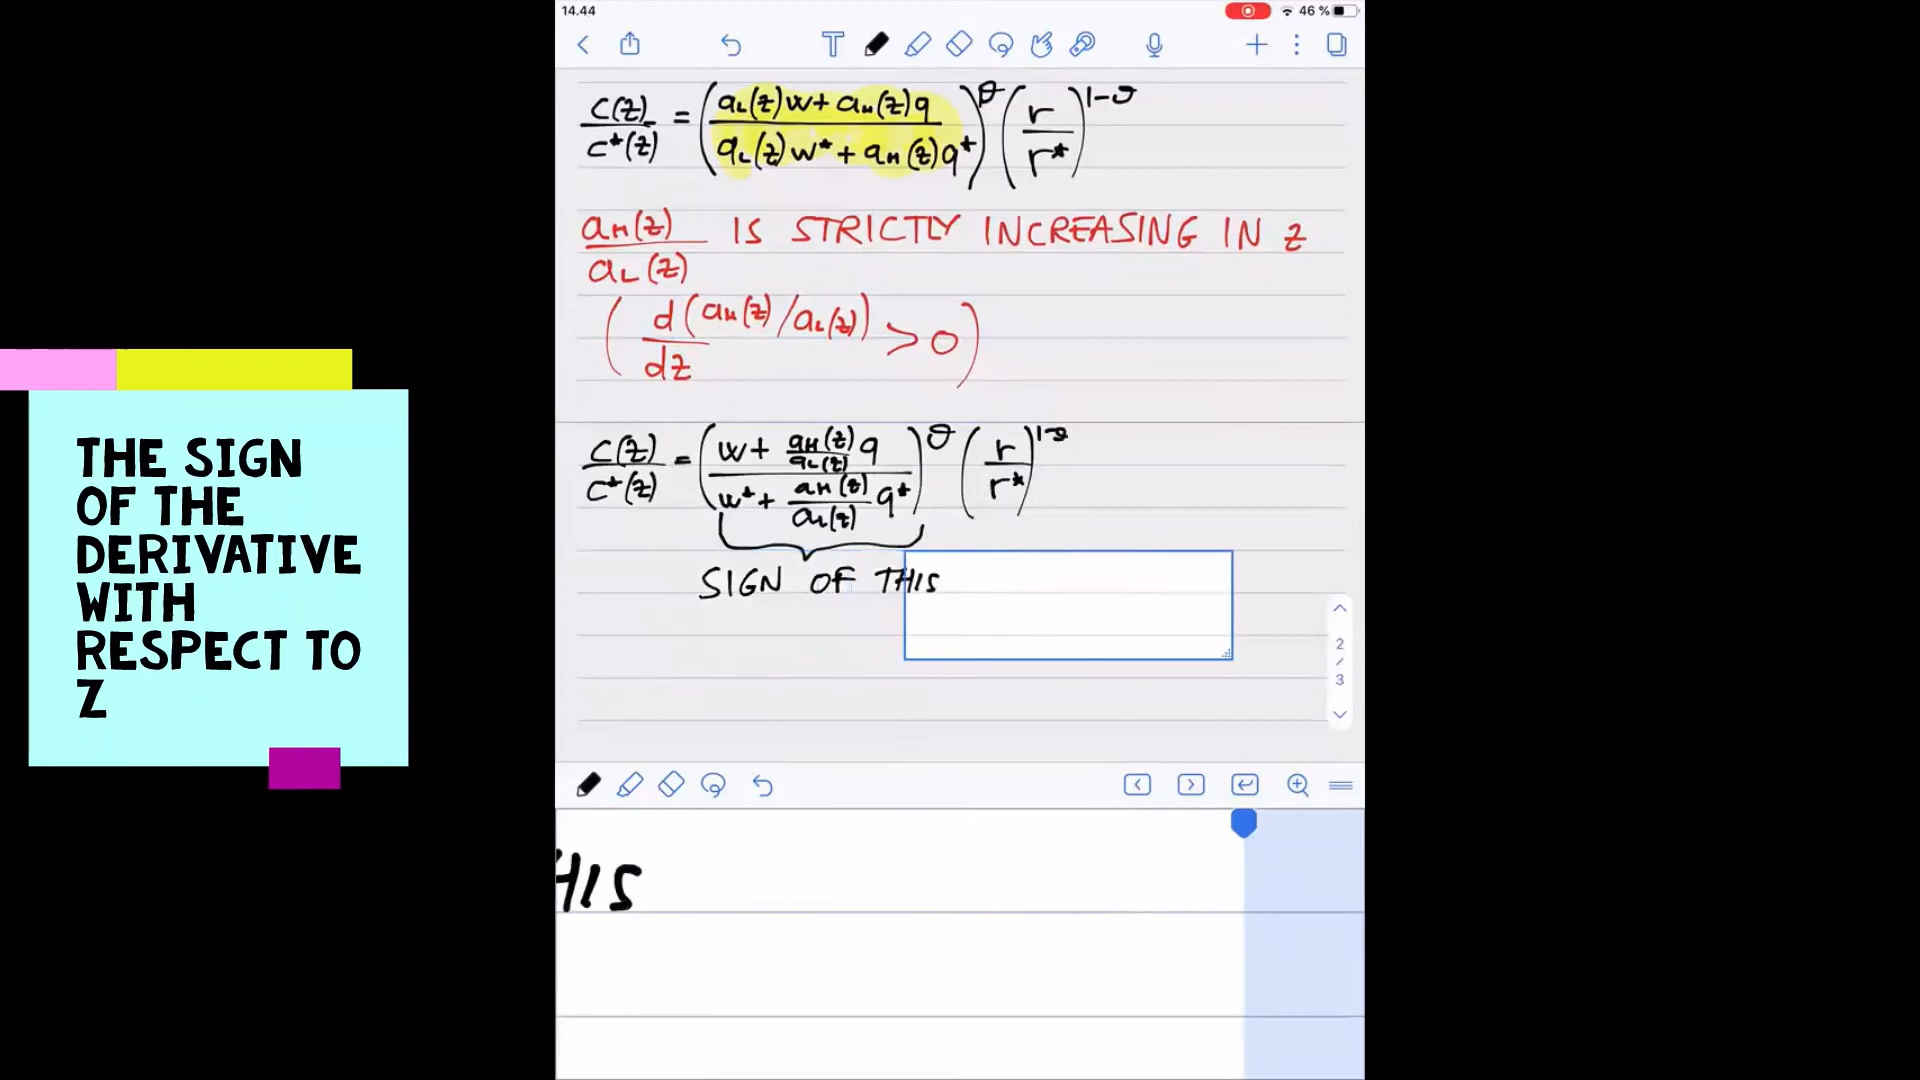 14.44
46 %
T
C(z)/C*(z) = ((aL(z)w + aH(z)q)/(aL(z)w* + aH(z)q*))^θ (r/r*)^1-θ
aH(z)/aL(z) IS STRICTLY INCREASING IN z
(d(aH(z)/aL(z))/dz > 0)
C(z)/C*(z) = ((w + aH(z)/aL(z) q)/(w* + aH(z)/aL(z) q*))^θ (r/r*)^1-θ
SIGN OF THIS
2
/
3
HIS
THE SIGN
OF THE
DERIVATIVE
WITH
RESPECT TO
Z